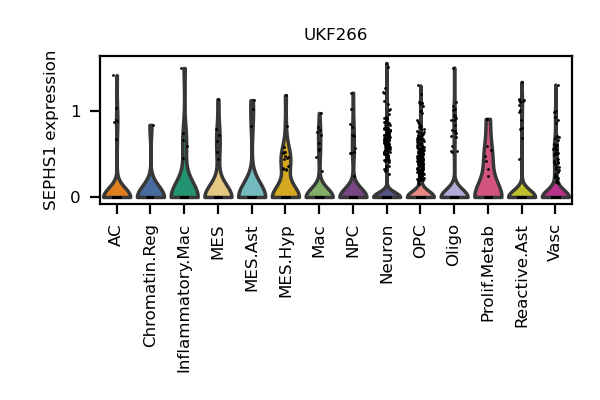 UKF266
SEPHS1 expression
1
0
AC
Chromatin.Reg
Inflammatory.Mac
MES
MES.Ast
MES.Hyp
Mac
NPC
Neuron
OPC
Oligo
Prolif.Metab
Reactive.Ast
Vasc